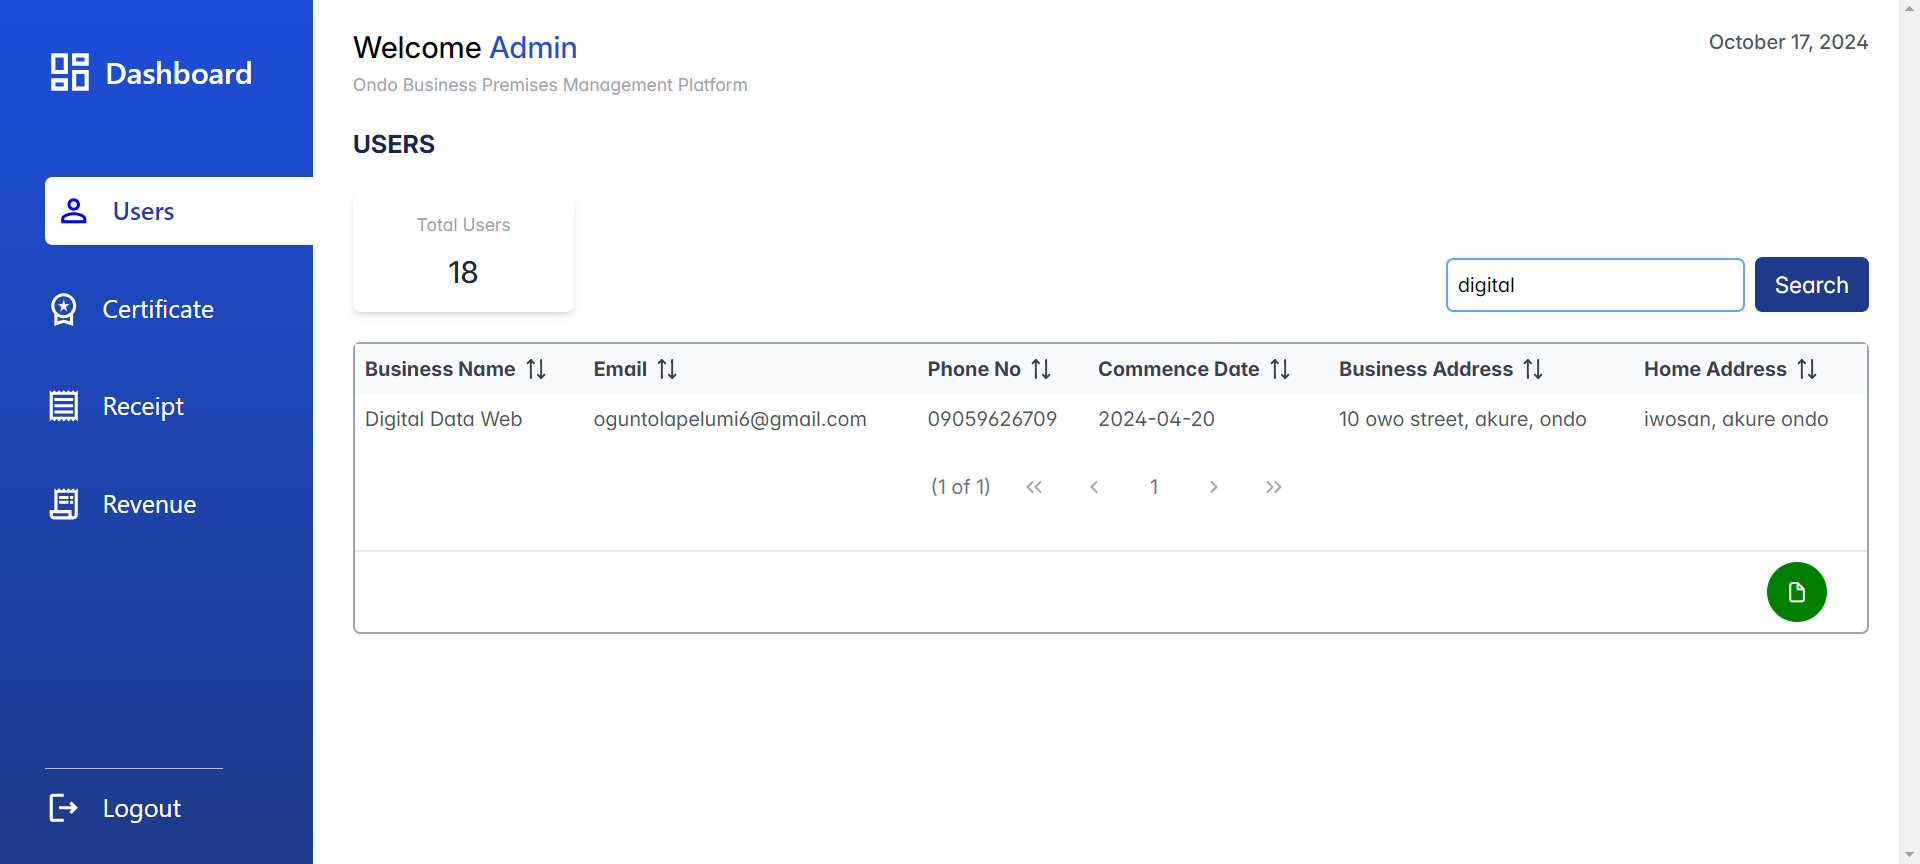 Dashboard
Users
Certificate
Receipt
Revenue
Logout
Welcome Admin
October 17, 2024
Ondo Business Premises Management Platform
USERS
Total Users
18
digital
Search
Business Name Email Phone No Commence Date Business Address Home Address
Digital Data Web oguntolapelumi6@gmail.com 09059626709 2024-04-20 10 owo street, akure, ondo iwosan, akure ondo
(1 of 1) « ‹ 1 › »